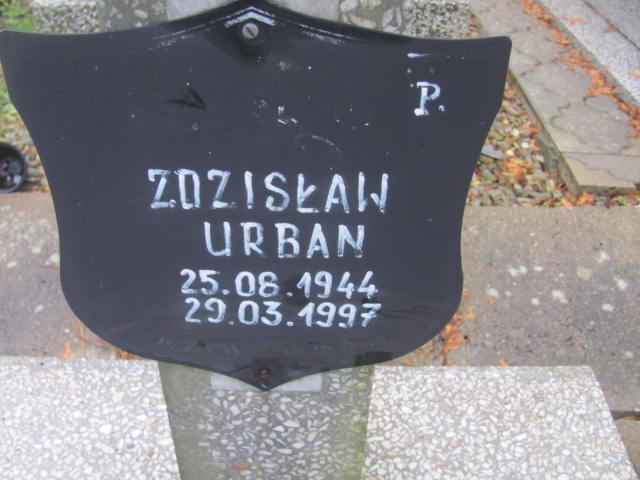 P.
ZDZISŁAW
URBAN
25.08.1944
29.03.1997